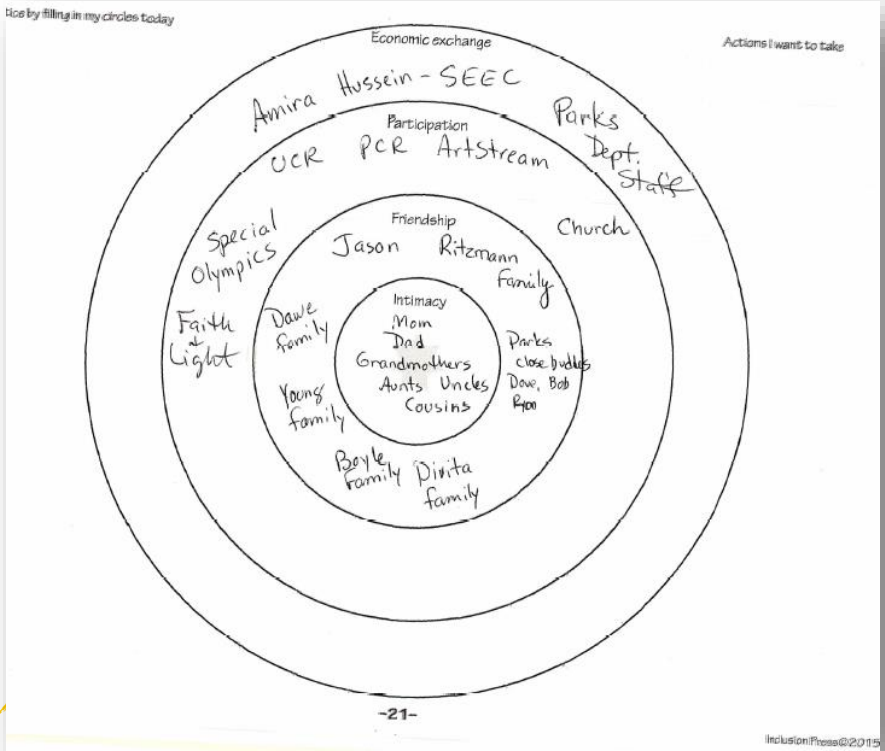 tice by filling in my circles today
Actions I want to take
Economic exchange
Amira Hussein - SEEC
Parks
Dept.
Staff
Participation
UCR PCR ArtStream
Special
Olympics
Church
Faith
+
Light
Friendship
Jason Ritzmann
family
Dawe
family
Young
family
Boyle
Family
Divita
family
Parks
close buddies
Dave, Bob
Ryan
Intimacy
Mom
Dad
Grandmothers
Aunts Uncles
Cousins
-21-
Inclusion Press©2015